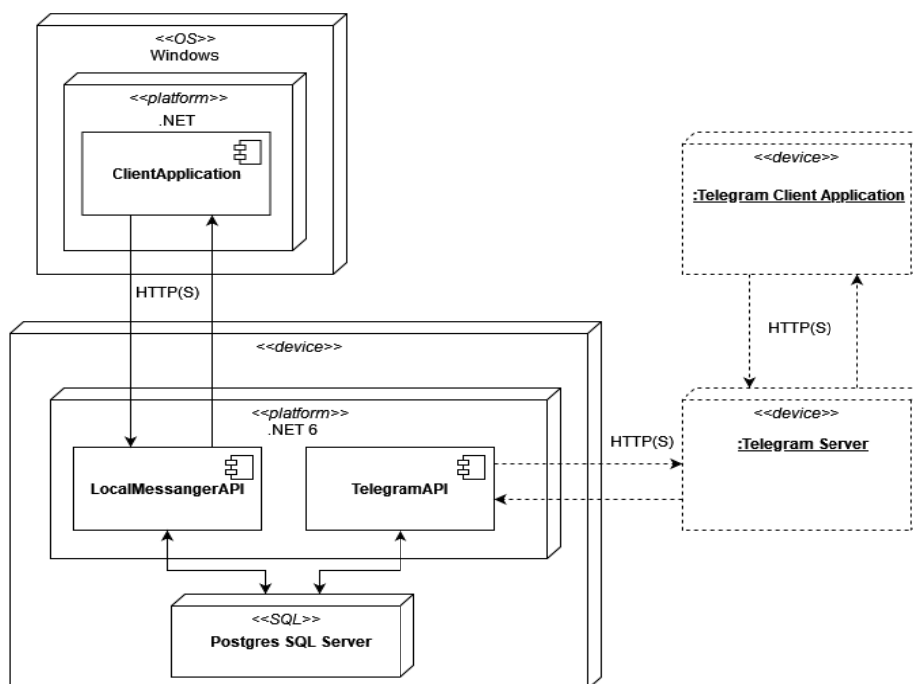 <<OS>>
Windows
<<platform>>
.NET
ClientApplication
HTTP(S)
<<device>>
:Telegram Client Application
HTTP(S)
<<device>>
:Telegram Server
<<device>>
<<platform>>
.NET 6
LocalMessangerAPI
TelegramAPI
HTTP(S)
<<SQL>>
Postgres SQL Server